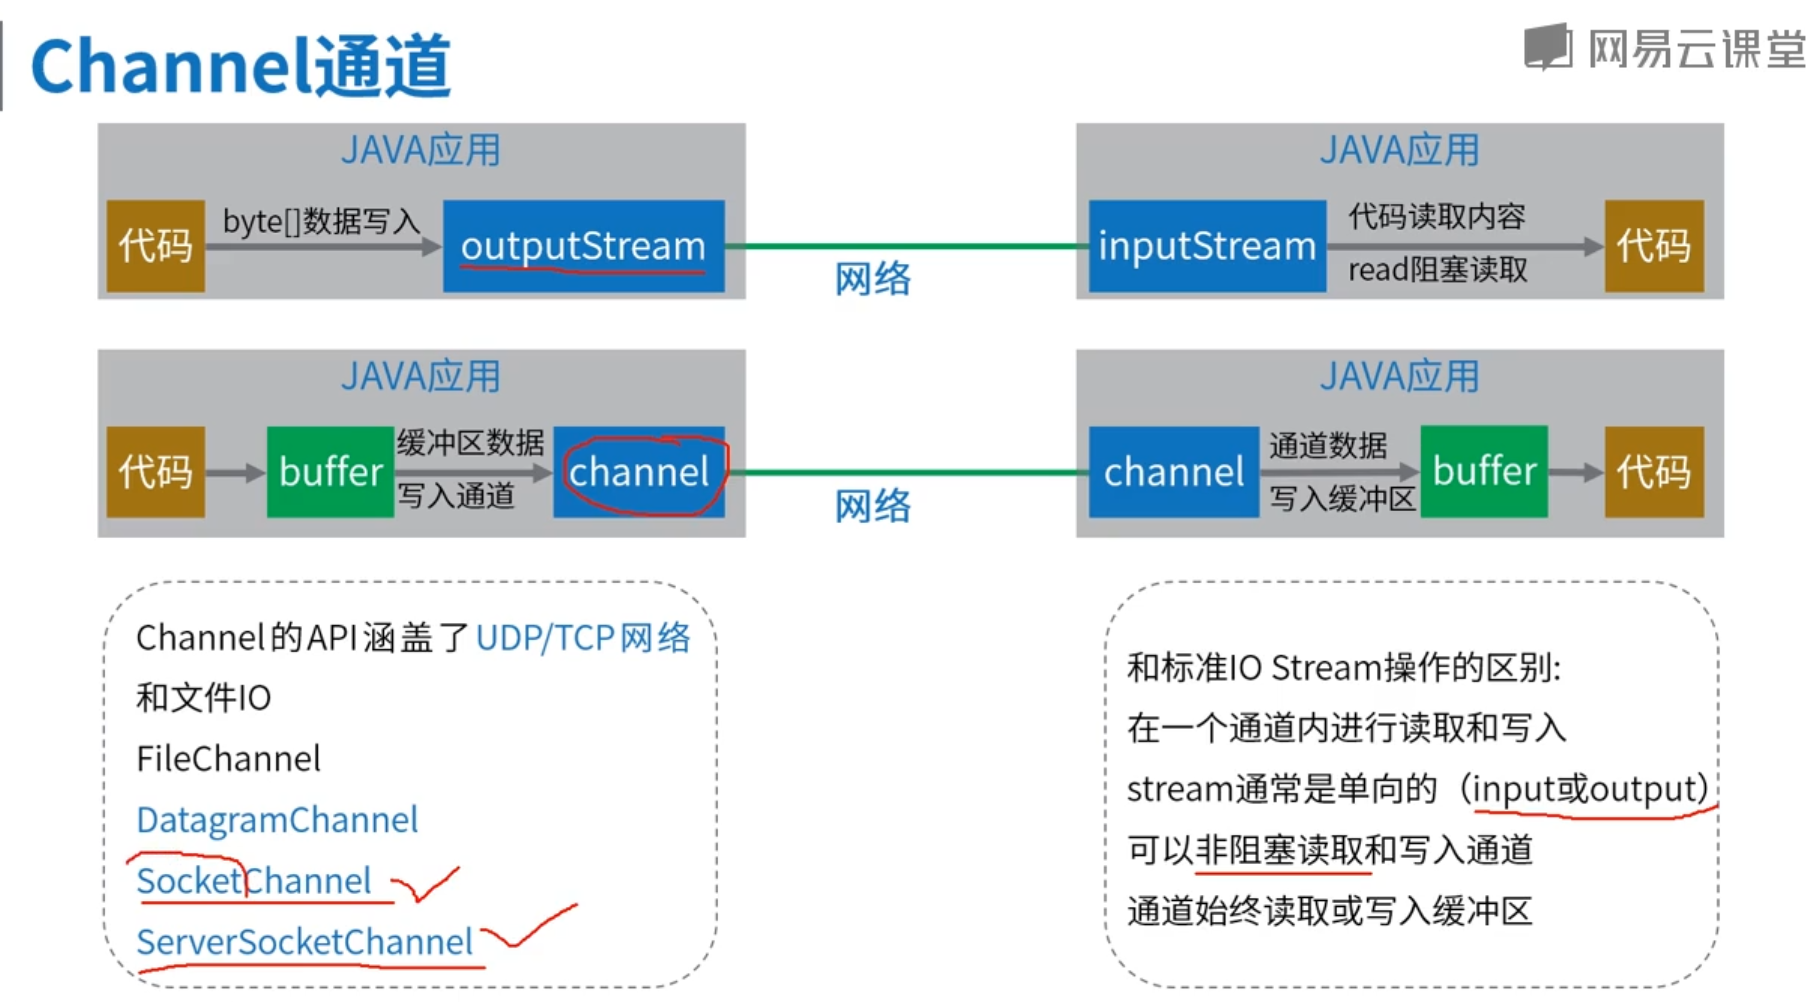 Channel通道
网易云课堂
JAVA应用
代码
byte[]数据写入
outputStream
网络
JAVA应用
inputStream
代码读取内容
read阻塞读取
代码
JAVA应用
代码
buffer
缓冲区数据
写入通道
channel
网络
JAVA应用
channel
通道数据
写入缓冲区
buffer
代码
Channel的API涵盖了UDP/TCP网络
和文件IO
FileChannel
DatagramChannel
SocketChannel
ServerSocketChannel
和标准IO Stream操作的区别:
在一个通道内进行读取和写入
stream通常是单向的（input或output）
可以非阻塞读取和写入通道
通道始终读取或写入缓冲区